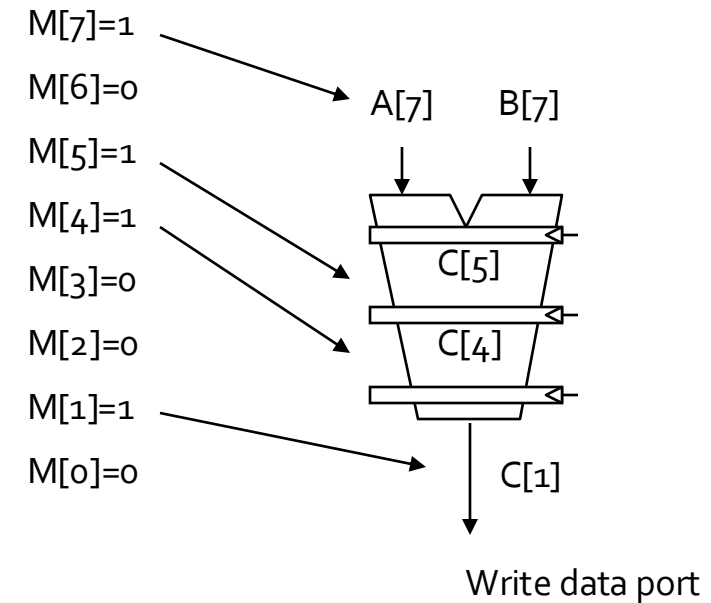 M[7]=1
M[6]=0
M[5]=1
M[4]=1
M[3]=0
M[2]=0
M[1]=1
M[0]=0
A[7] B[7]
C[5]
C[4]
C[1]
Write data port